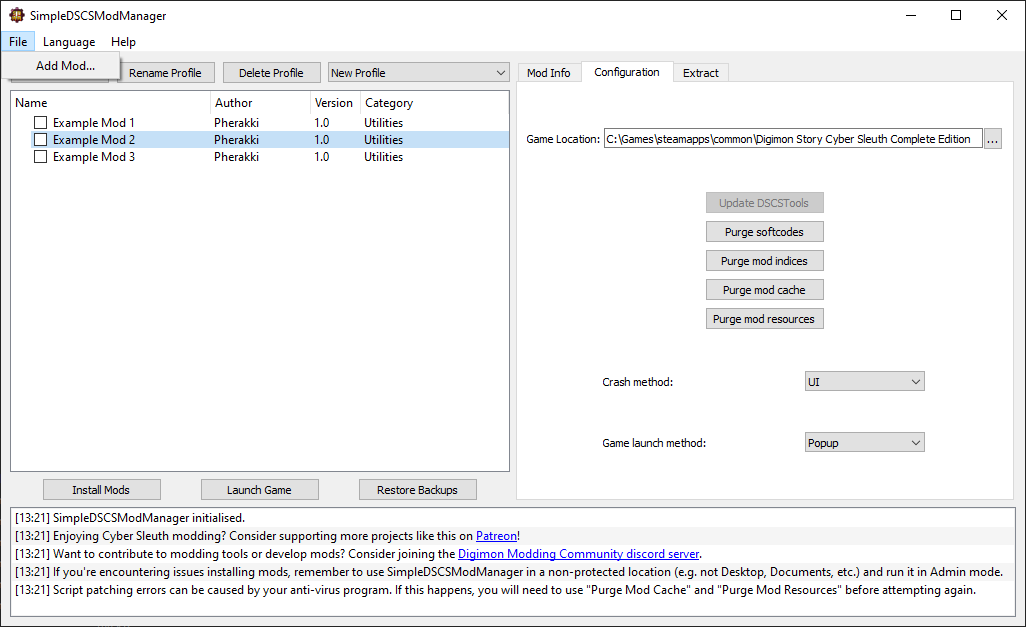 SimpleDSCSModManager
File Language Help
Add Mod...
Rename Profile Delete Profile New Profile
Name Author Version Category
Example Mod 1 Pherakki 1.0 Utilities
Example Mod 2 Pherakki 1.0 Utilities
Example Mod 3 Pherakki 1.0 Utilities
Install Mods Launch Game Restore Backups
Mod Info Configuration Extract
Game Location: C:\Games\steamapps\common\Digimon Story Cyber Sleuth Complete Edition ...
Update DSCSTools
Purge softcodes
Purge mod indices
Purge mod cache
Purge mod resources
Crash method: UI
Game launch method: Popup
[13:21] SimpleDSCSModManager initialised.
[13:21] Enjoying Cyber Sleuth modding? Consider supporting more projects like this on Patreon!
[13:21] Want to contribute to modding tools or develop mods? Consider joining the Digimon Modding Community discord server.
[13:21] If you're encountering issues installing mods, remember to use SimpleDSCSModManager in a non-protected location (e.g. not Desktop, Documents, etc.) and run it in Admin mode.
[13:21] Script patching errors can be caused by your anti-virus program. If this happens, you will need to use "Purge Mod Cache" and "Purge Mod Resources" before attempting again.